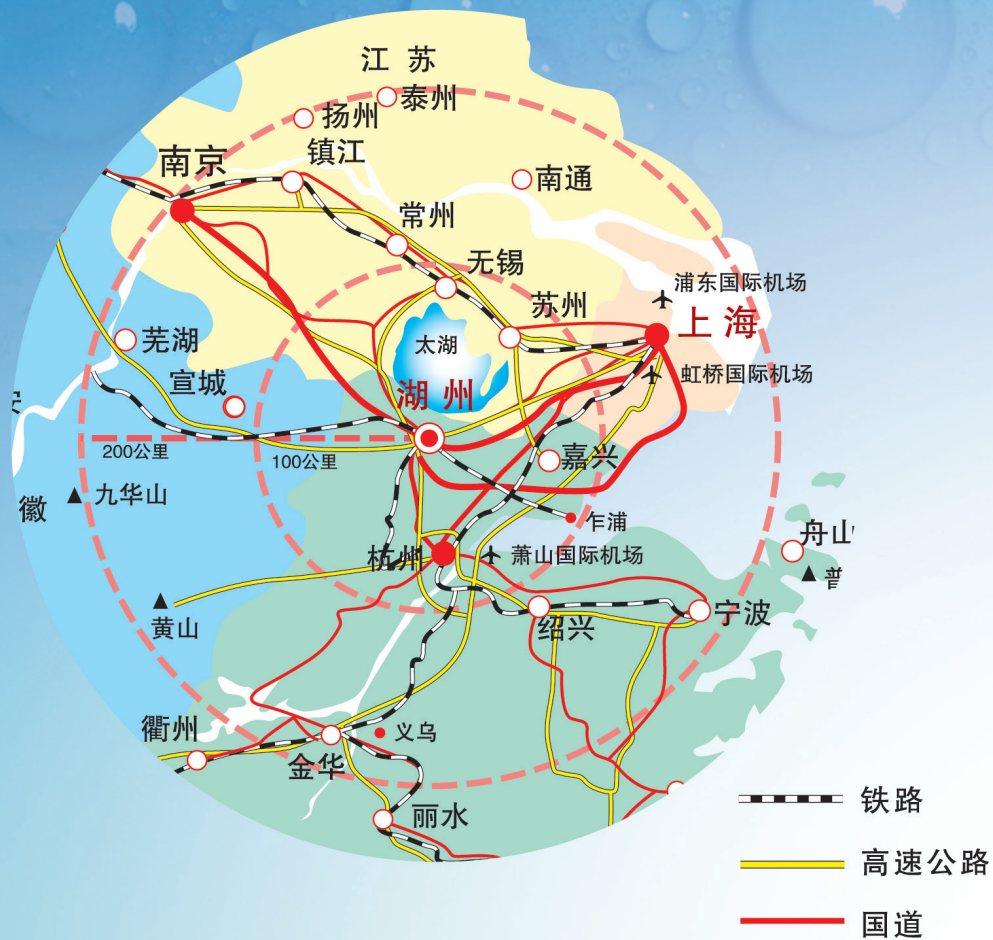 江 苏
泰州
扬州
镇江
南京
南通
常州
无锡
浦东国际机场
苏州
上 海
芜湖
太湖
虹桥国际机场
宣城
湖 州
200公里
100公里
嘉兴
九华山
徽
乍浦
舟山
杭州
萧山国际机场
黄山
绍兴
宁波
衢州
义乌
金华
丽水
铁路
高速公路
国道